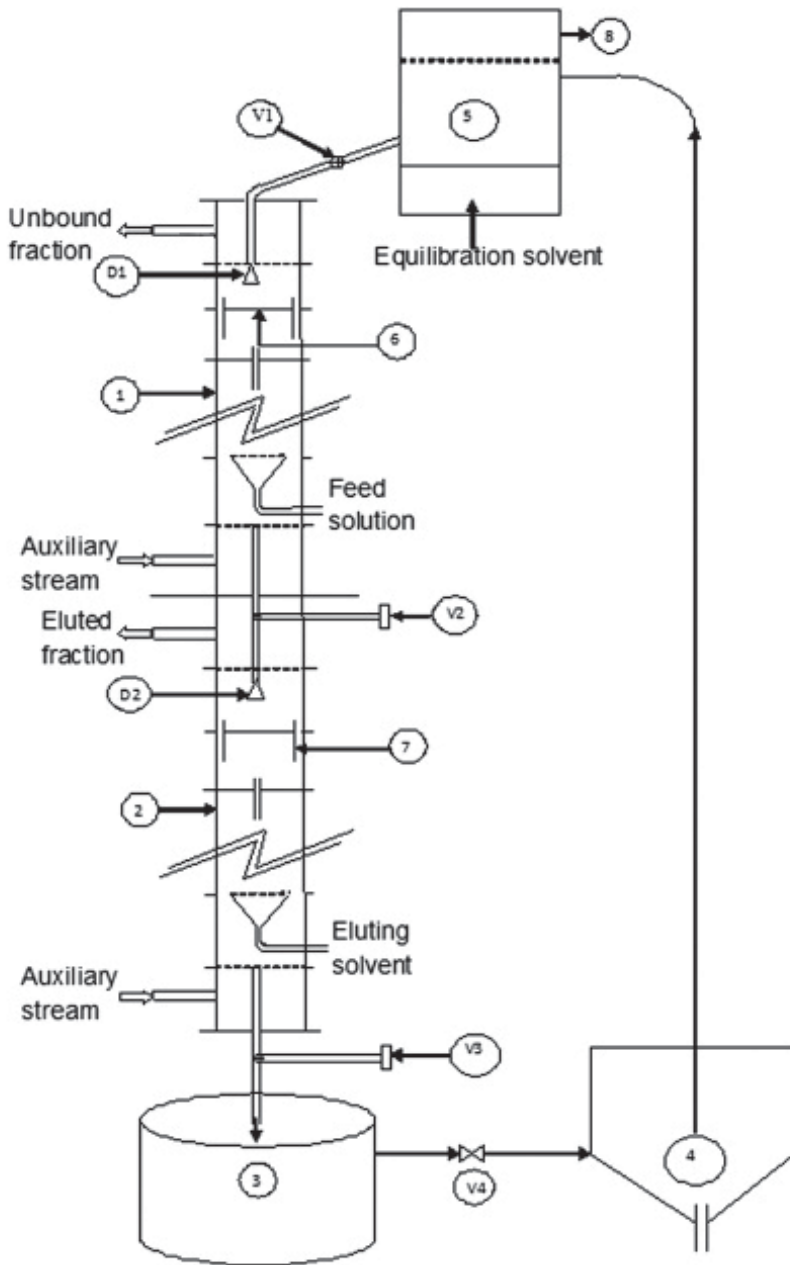 8
V1
5
Unbound
fraction
Equilibration solvent
D1
6
1
Feed
solution
Auxiliary
stream
Eluted
fraction
V2
D2
7
2
Eluting
solvent
Auxiliary
stream
V3
4
3
V4